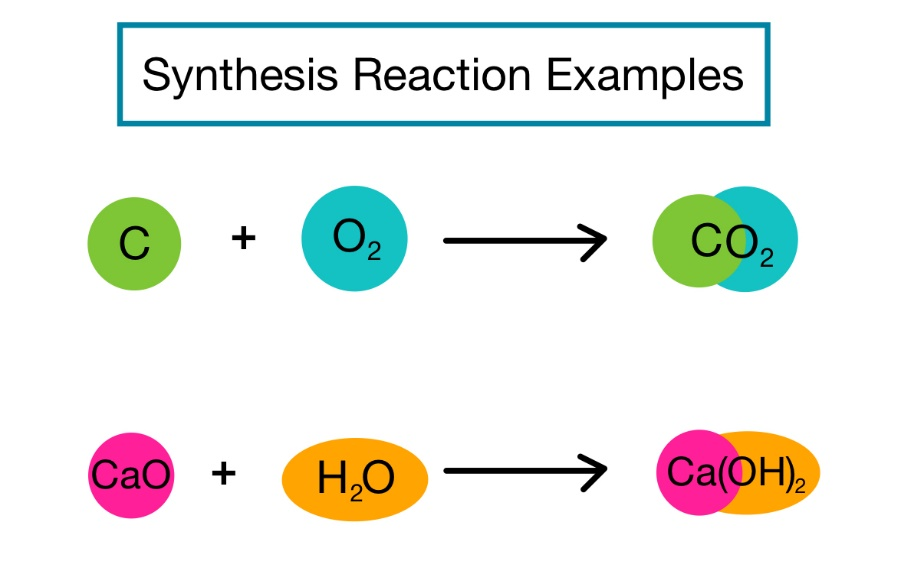 Synthesis Reaction Examples
C + O₂ → CO₂
CaO + H₂O → Ca(OH)₂